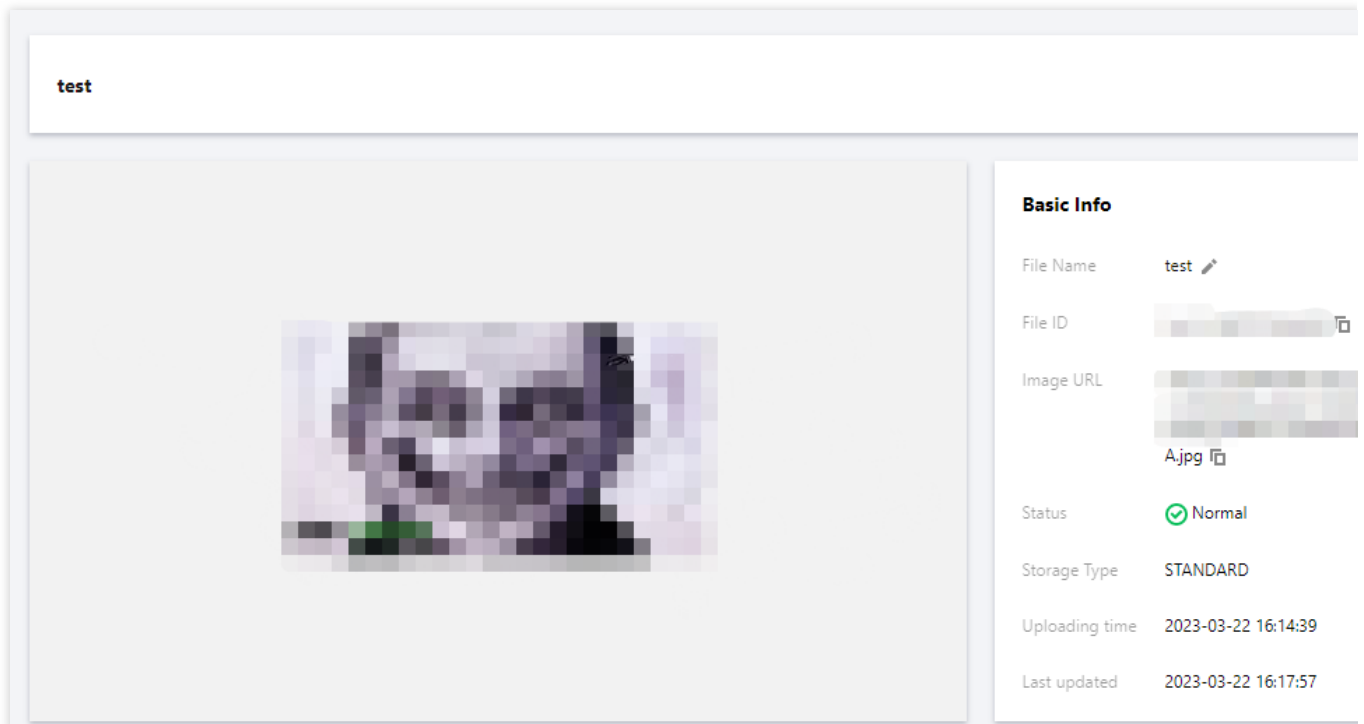 test
Basic Info
File Name test
File ID
Image URL
A.jpg
Status Normal
Storage Type STANDARD
Uploading time 2023-03-22 16:14:39
Last updated 2023-03-22 16:17:57